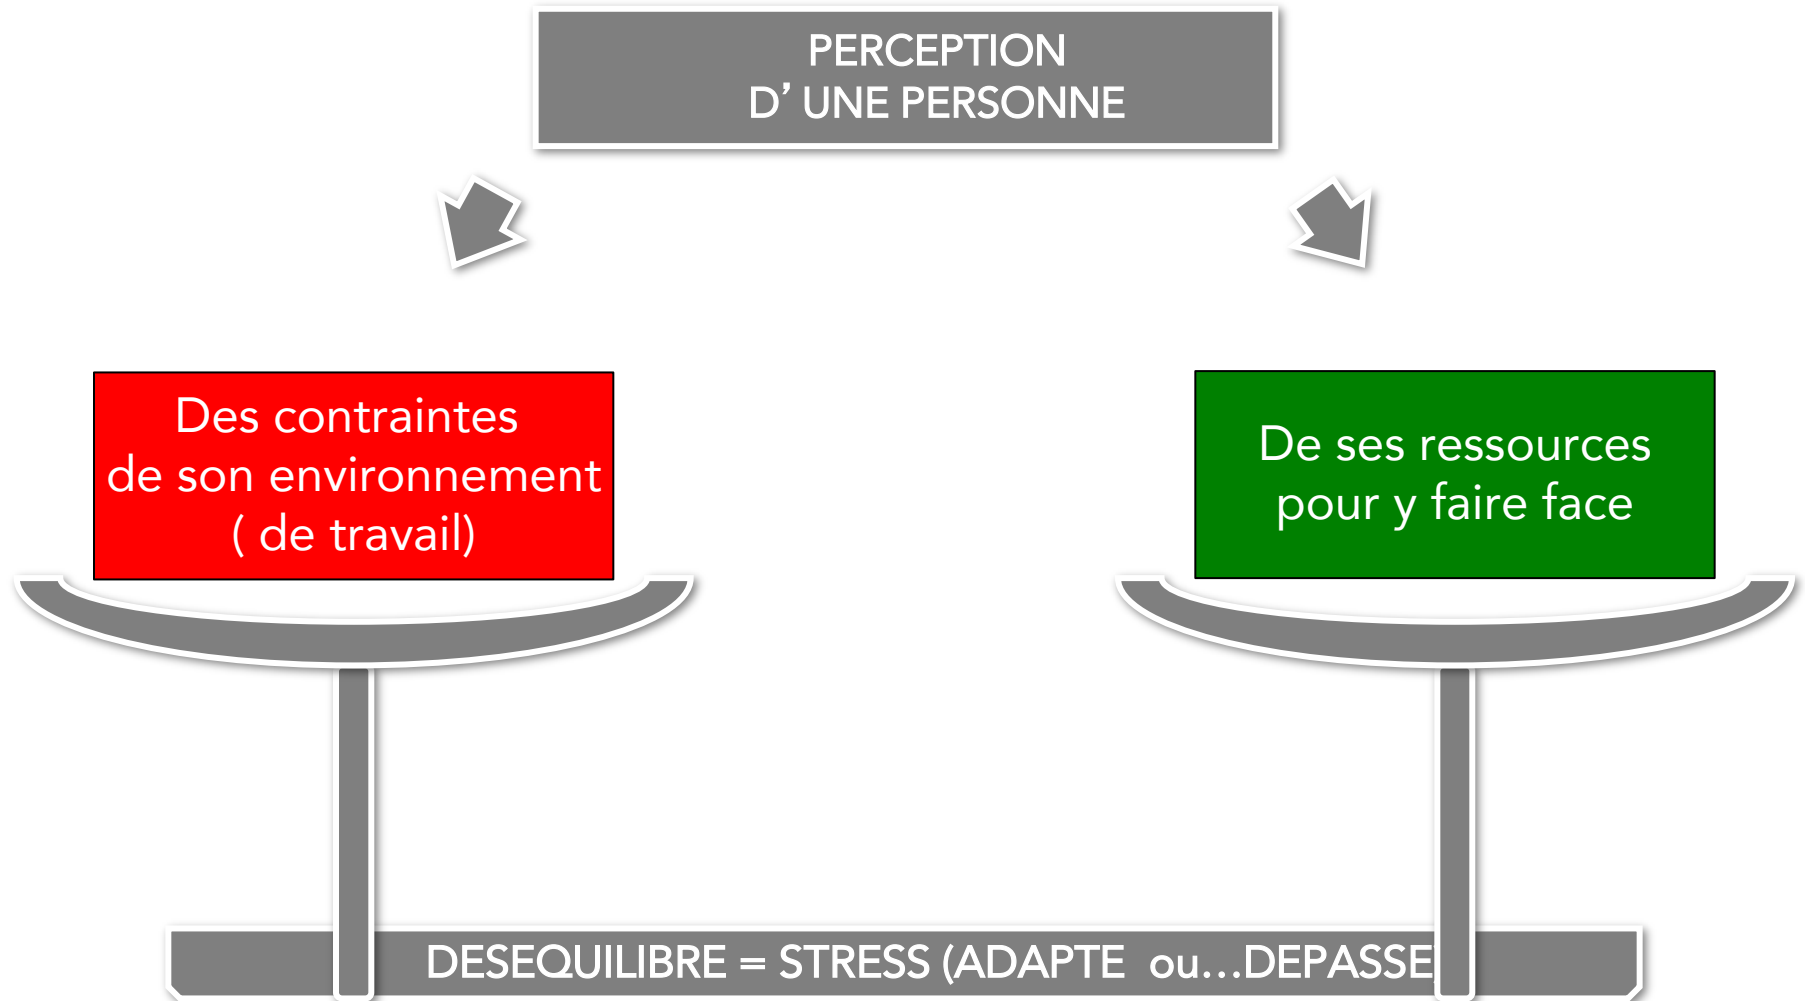 PERCEPTION
D’ UNE PERSONNE
Des contraintes
de son environnement
( de travail)
De ses ressources
pour y faire face
DESEQUILIBRE = STRESS (ADAPTE ou…DEPASSE)